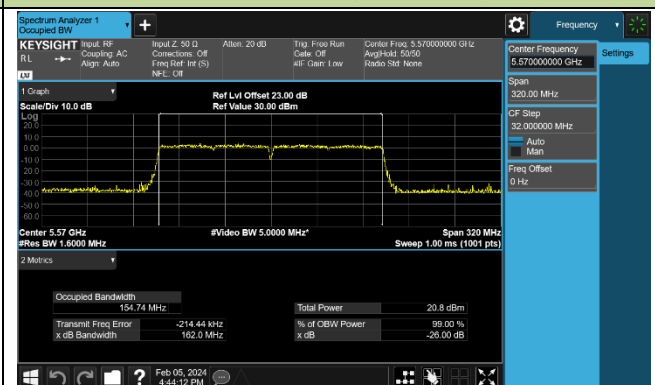 Spectrum Analyzer 1
Occupied BW
+
Frequency
KEYSIGHT
RL
LXI
Input: RF
Coupling: AC
Align: Auto
Input Z: 50 Ω
Corrections: Off
Freq Ref: Int (S)
NFE: Off
Atten: 20 dB
Trig: Free Run
Gate: Off
#IF Gain: Low
Center Freq: 5.570000000 GHz
Avg|Hold: 50/50
Radio Std: None
Center Frequency
5.570000000 GHz
Settings
Span
320.00 MHz
CF Step
32.000000 MHz
Auto
Man
Freq Offset
0 Hz
1 Graph
Scale/Div 10.0 dB
Ref Lvl Offset 23.00 dB
Ref Value 30.00 dBm
Log
20.0
10.0
0.00
-10.0
-20.0
-30.0
-40.0
-50.0
-60.0
Center 5.57 GHz
#Res BW 1.6000 MHz
#Video BW 5.0000 MHz*
Span 320 MHz
Sweep 1.00 ms (1001 pts)
2 Metrics
Occupied Bandwidth
154.74 MHz
Total Power 20.8 dBm
Transmit Freq Error -214.44 kHz
% of OBW Power 99.00 %
x dB Bandwidth 162.0 MHz
x dB -26.00 dB
?
Feb 05, 2024
4:44:12 PM